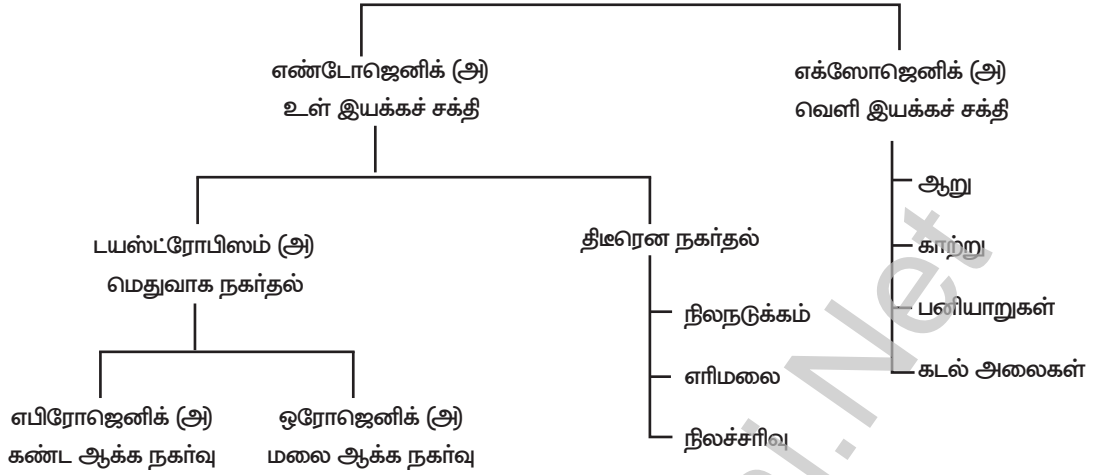 எண்டோஜெனிக் (அ)
உள் இயக்கச் சக்தி
எக்ஸோஜெனிக் (அ)
வெளி இயக்கச் சக்தி
டயஸ்ட்ரோபிஸம் (அ)
மெதுவாக நகர்தல்
திடீரென நகர்தல்
எபிரோஜெனிக் (அ)
கண்ட ஆக்க நகர்வு
ஒரோஜெனிக் (அ)
மலை ஆக்க நகர்வு
நிலநடுக்கம்
எரிமலை
நிலச்சரிவு
ஆறு
காற்று
பனியாறுகள்
கடல் அலைகள்
i.Net